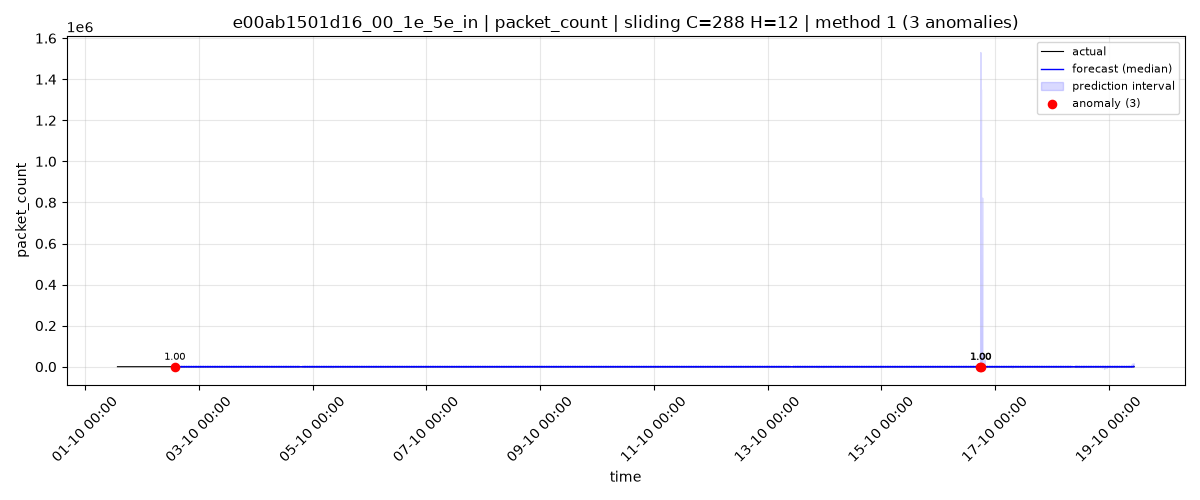 e00ab1501d16_00_1e_5e_in | packet_count | sliding C=288 H=12 | method 1 (3 anomalies)
1e6
1.6
1.4
1.2
1.0
0.8
0.6
0.4
0.2
0.0
packet_count
actual
forecast (median)
prediction interval
anomaly (3)
1.00
1.00
01-10 00:00
03-10 00:00
05-10 00:00
07-10 00:00
09-10 00:00
11-10 00:00
13-10 00:00
15-10 00:00
17-10 00:00
19-10 00:00
time